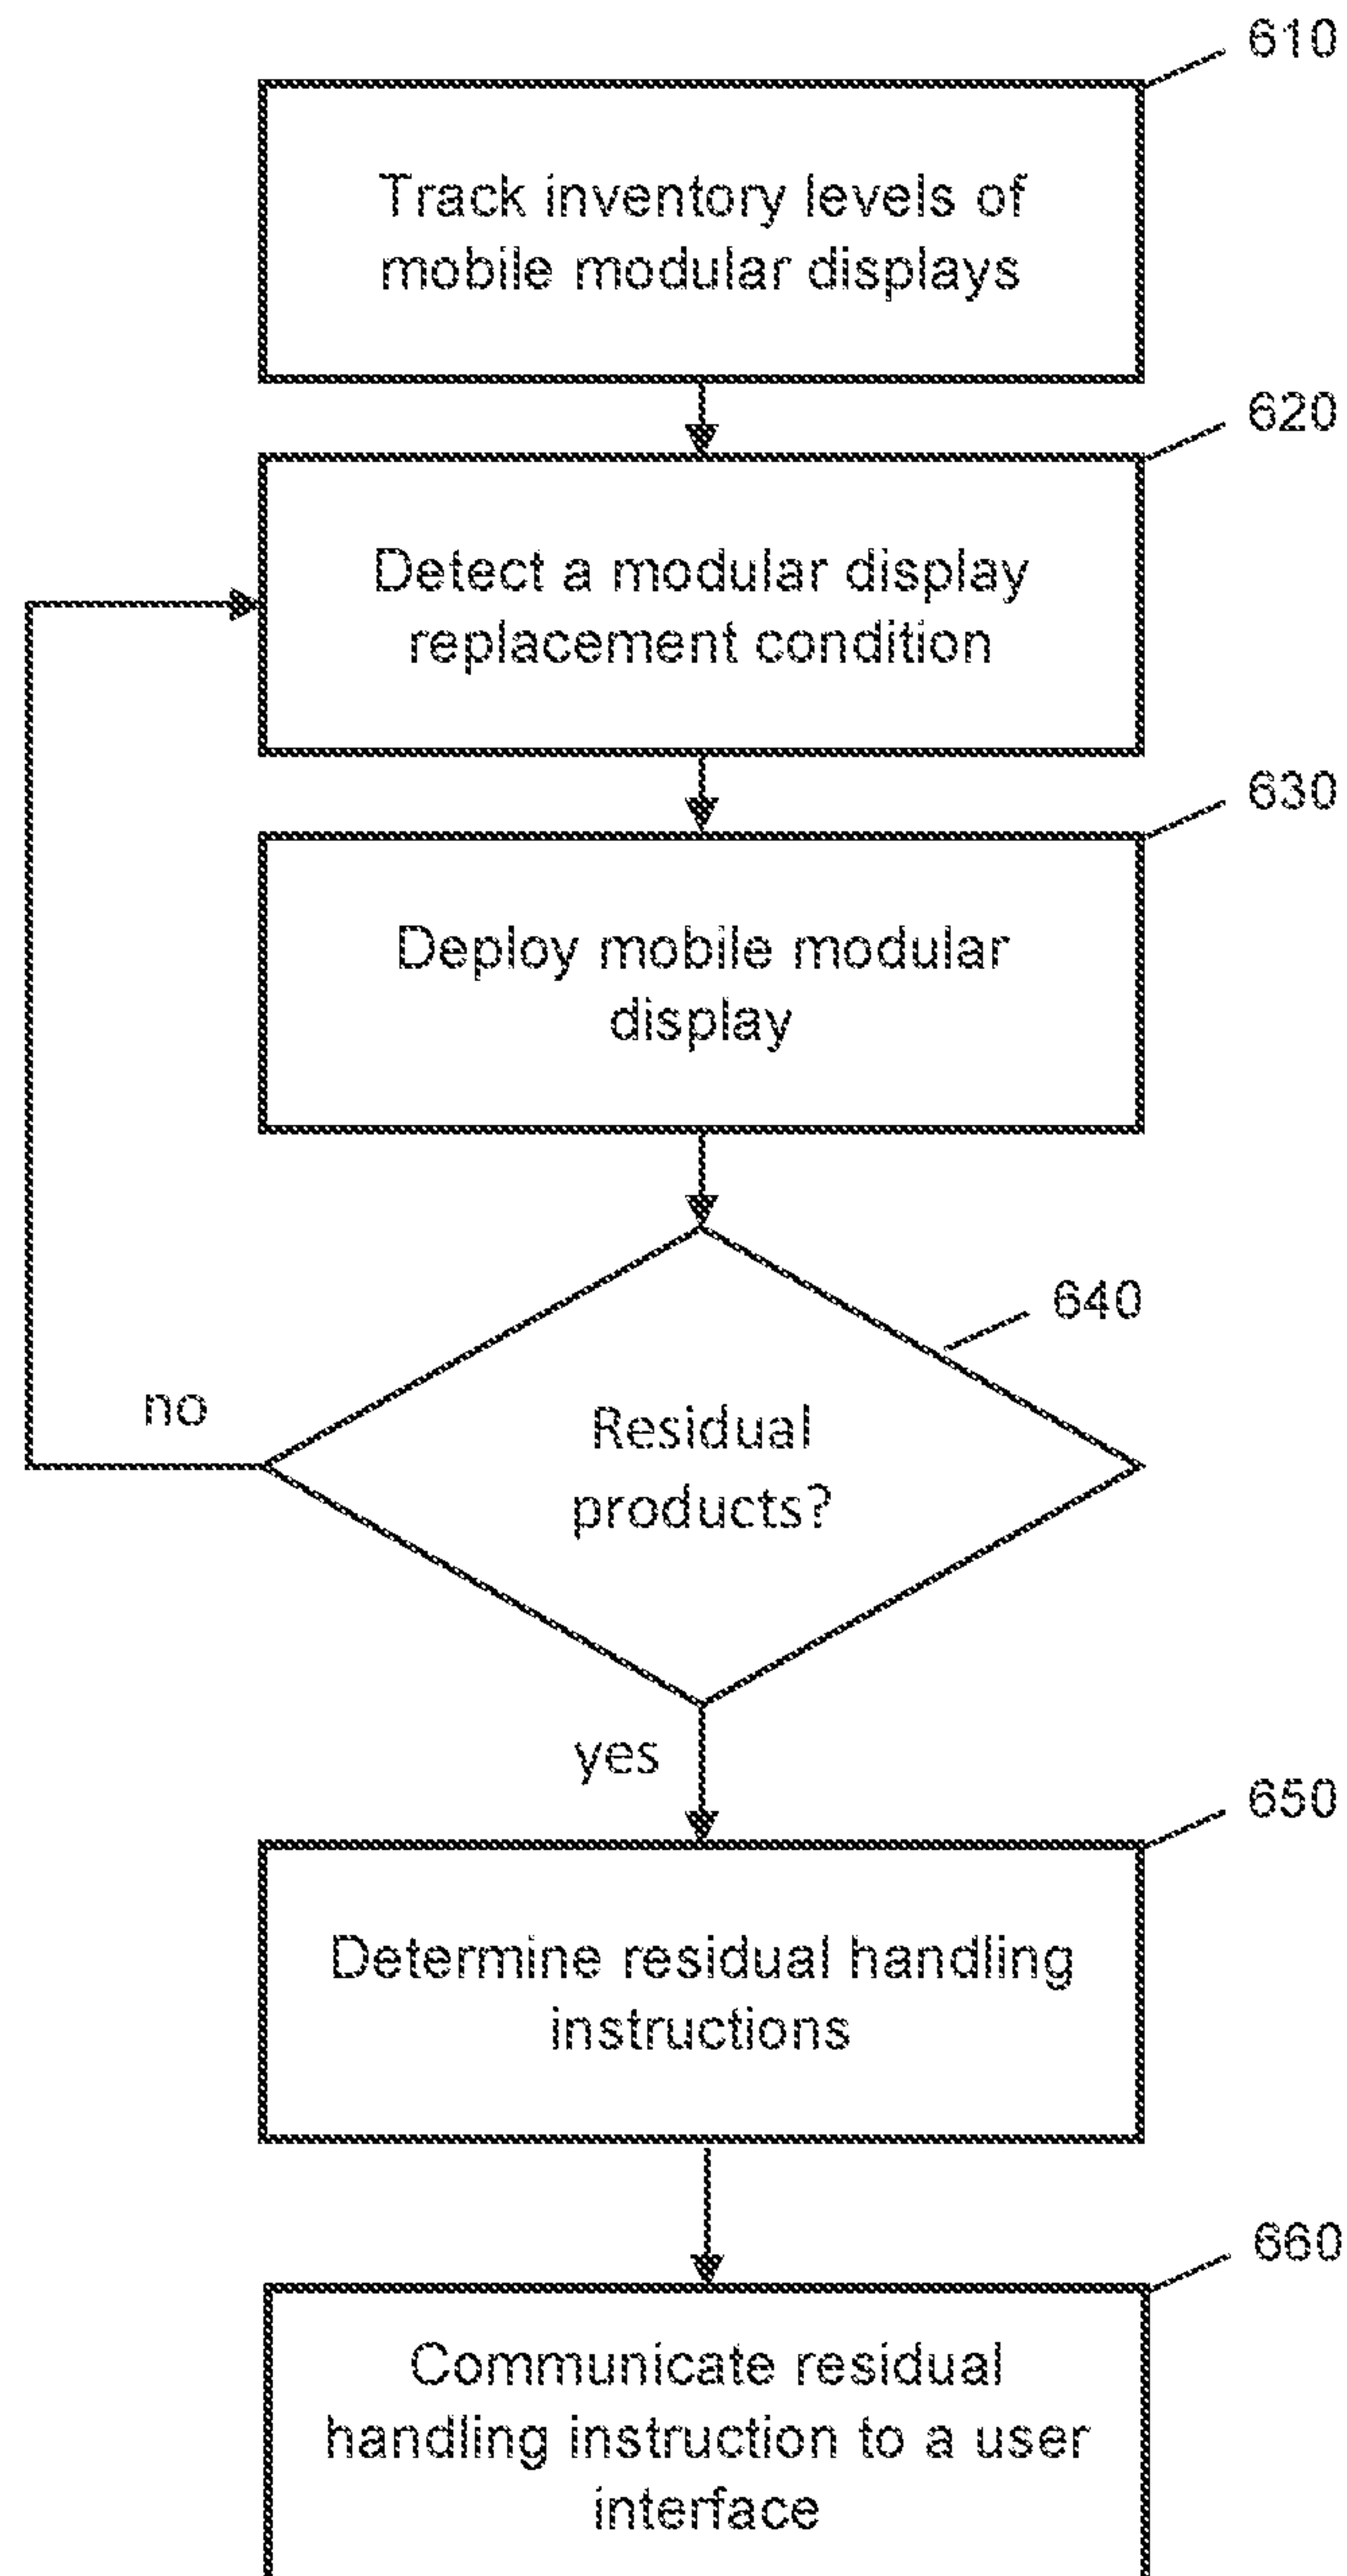 610
Track inventory levels of
mobile modular displays
620
Detect a modular display
replacement condition
630
Deploy mobile modular
display
640
Residual
products?
no
yes
650
Determine residual handling
instructions
660
Communicate residual
handling instruction to a user
interface